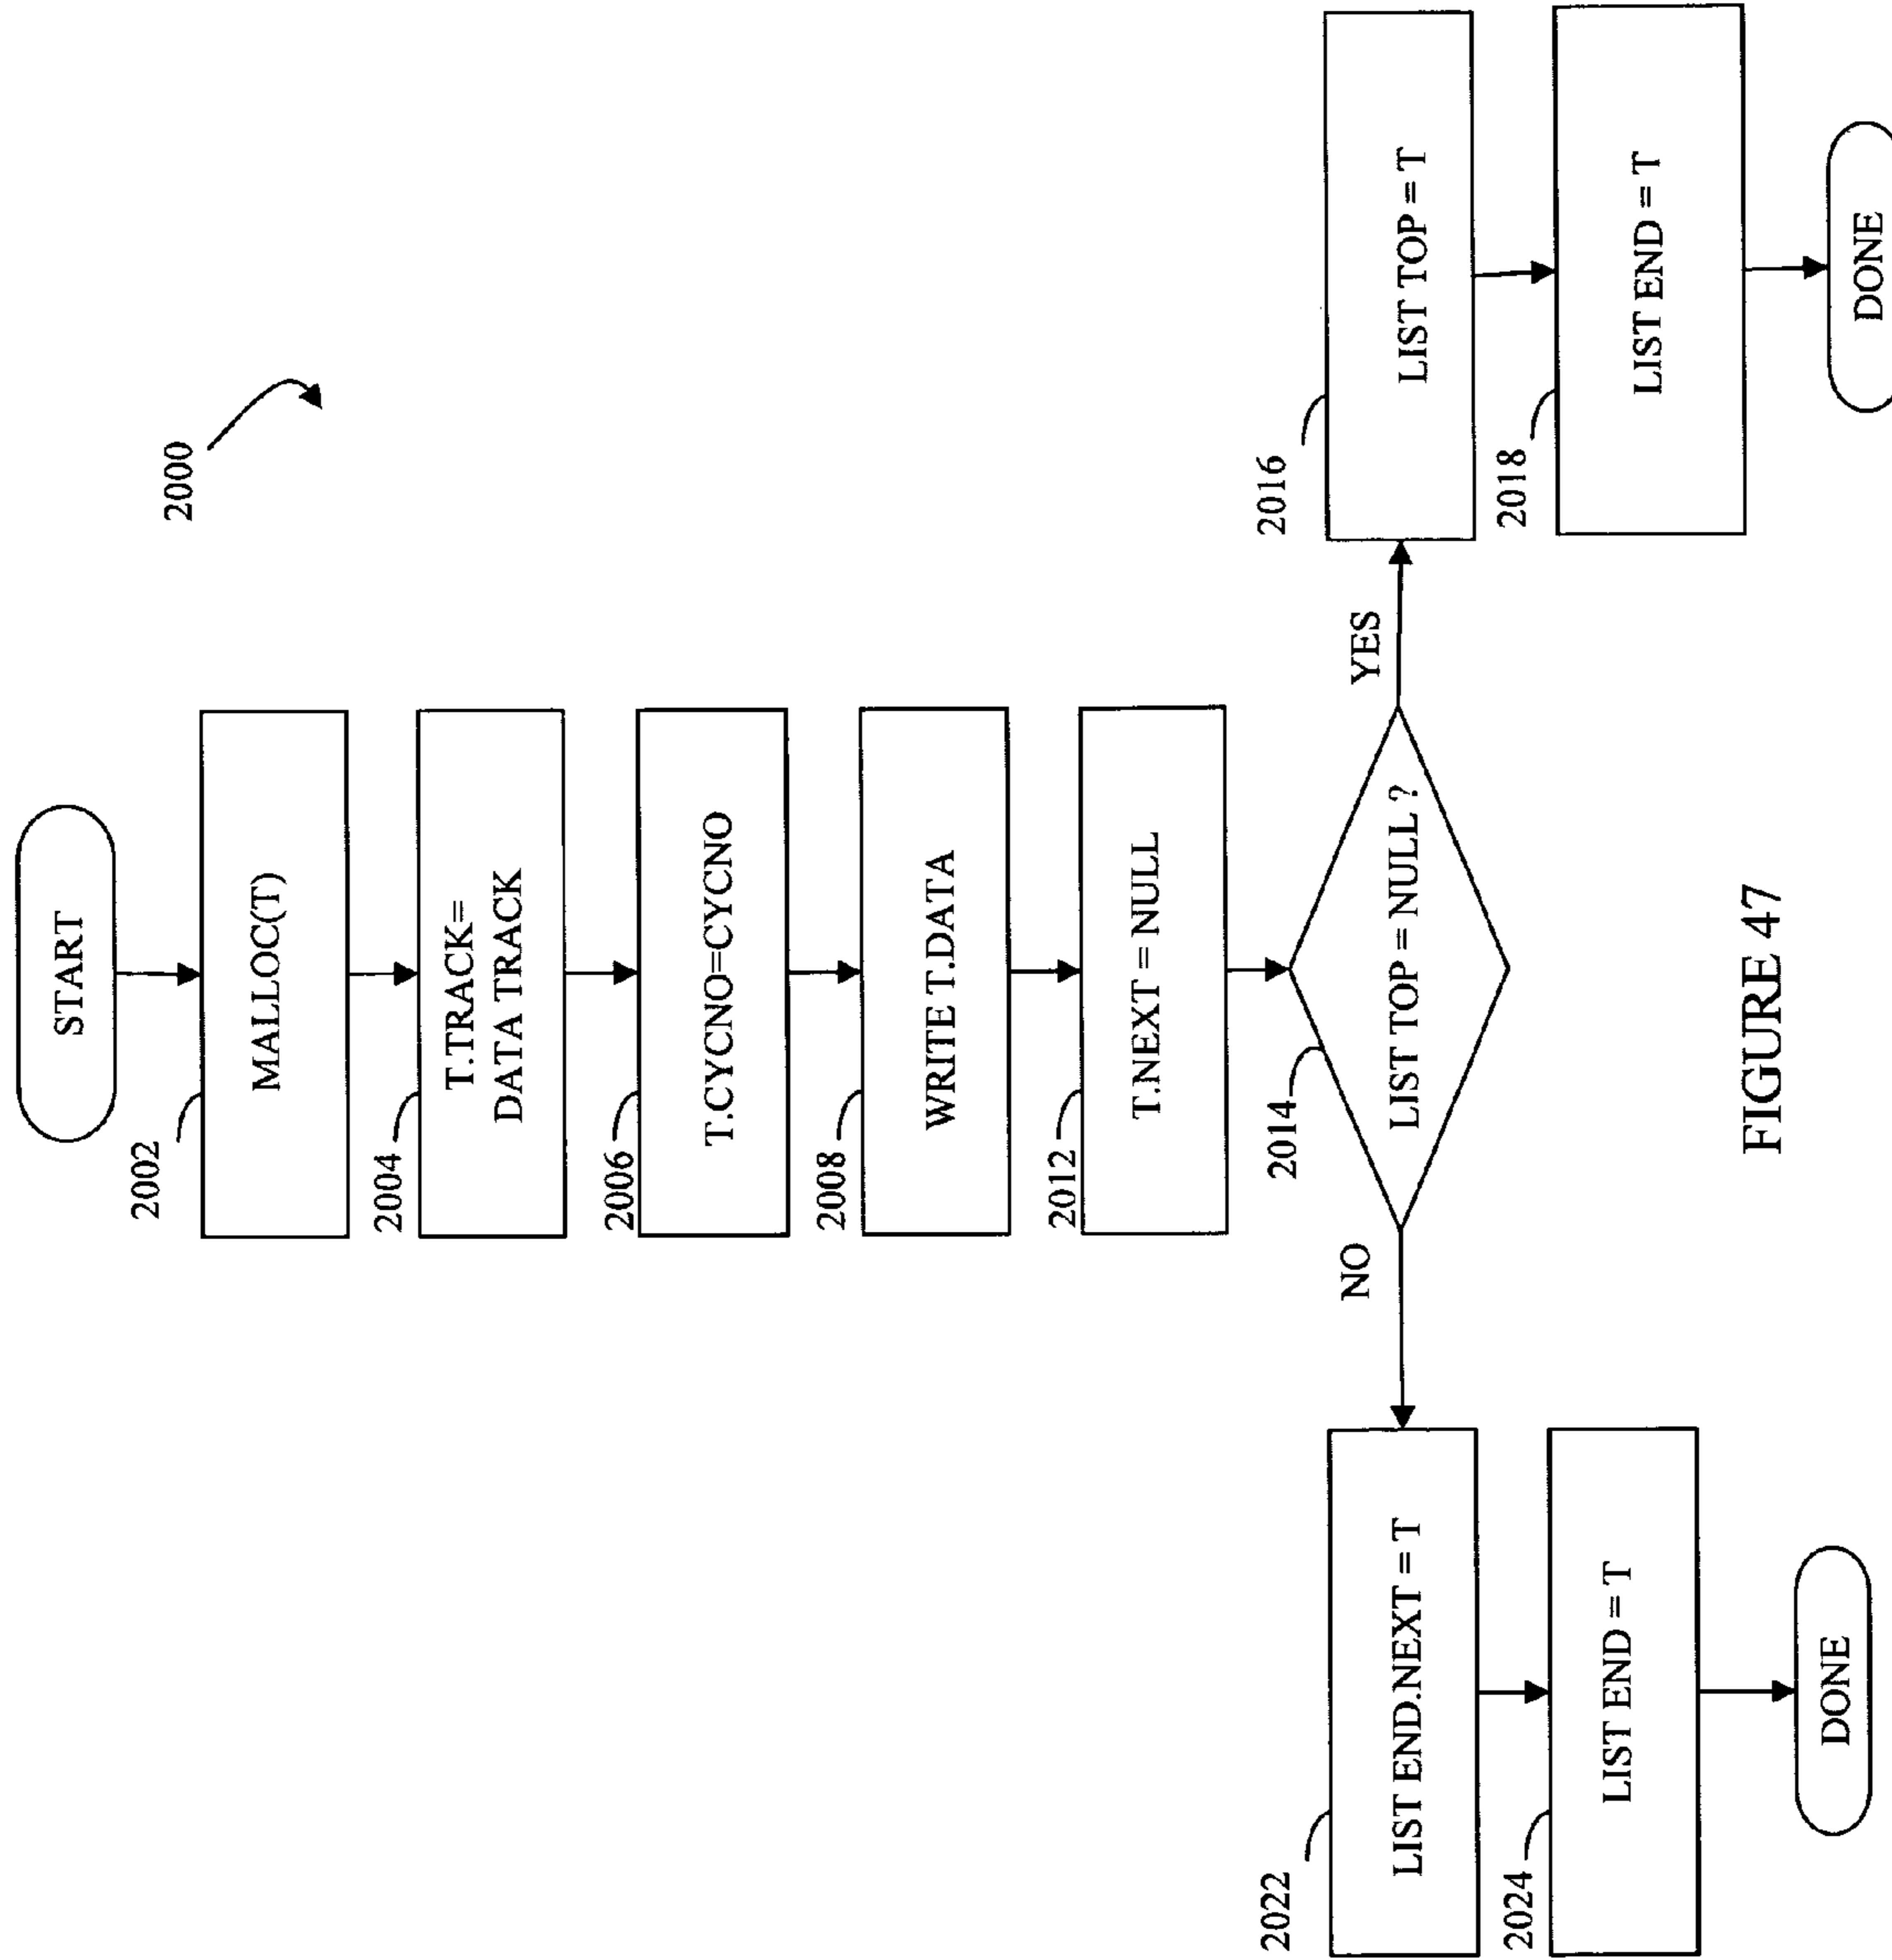 2000
START
2002
MALLOC(T)
2004
T.TRACK=
DATA TRACK
2006
T.CYCNO=CYCNO
2008
WRITE T.DATA
2012
T.NEXT = NULL
2014
LIST TOP = NULL ?
NO
YES
2022
LIST END.NEXT = T
2024
LIST END = T
DONE
2016
LIST TOP = T
2018
LIST END = T
DONE
FIGURE 47